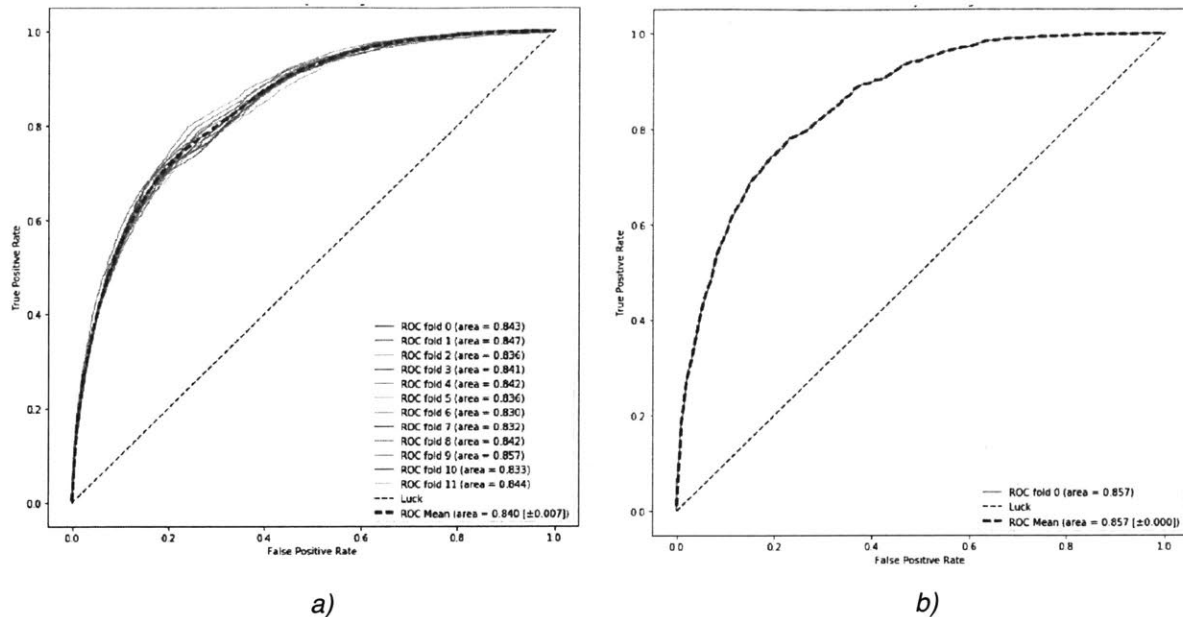 1.0
0.8
0.6
0.4
0.2
0.0
True Positive Rate
ROC fold 0 (area = 0.843)
ROC fold 1 (area = 0.847)
ROC fold 2 (area = 0.836)
ROC fold 3 (area = 0.841)
ROC fold 4 (area = 0.842)
ROC fold 5 (area = 0.836)
ROC fold 6 (area = 0.830)
ROC fold 7 (area = 0.832)
ROC fold 8 (area = 0.842)
ROC fold 9 (area = 0.857)
ROC fold 10 (area = 0.833)
ROC fold 11 (area = 0.844)
Luck
ROC Mean (area = 0.840 [±0.007])
0.0 0.2 0.4 0.6 0.8 1.0
False Positive Rate
a)
1.0
0.8
0.6
0.4
0.2
0.0
True Positive Rate
ROC fold 0 (area = 0.857)
Luck
ROC Mean (area = 0.857 [±0.000])
0.0 0.2 0.4 0.6 0.8 1.0
False Positive Rate
b)